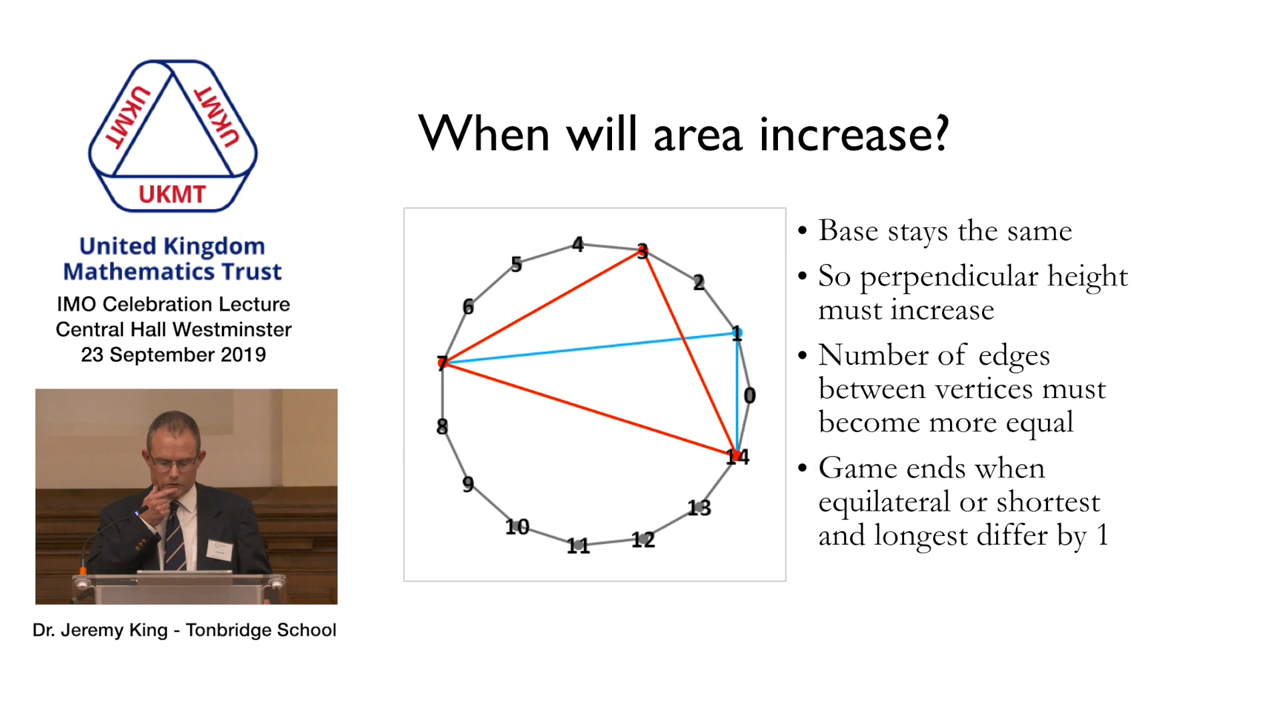 UKMT
UKMT
UKMT
United Kingdom
Mathematics Trust
IMO Celebration Lecture
Central Hall Westminster
23 September 2019
Dr. Jeremy King - Tonbridge School
When will area increase?
4
3
5
2
6
1
7
0
8
14
9
13
10
12
11
• Base stays the same
• So perpendicular height
must increase
• Number of edges
between vertices must
become more equal
• Game ends when
equilateral or shortest
and longest differ by 1